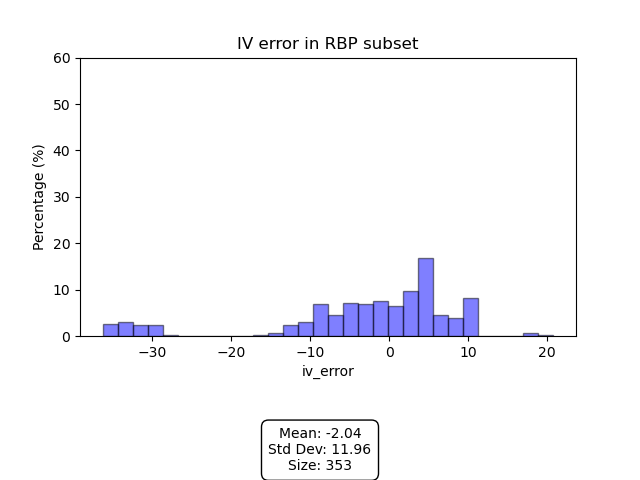 IV error in RBP subset
60
50
40
30
20
10
0
Percentage (%)
−30
−20
−10
0
10
20
iv_error
Mean: -2.04
Std Dev: 11.96
Size: 353